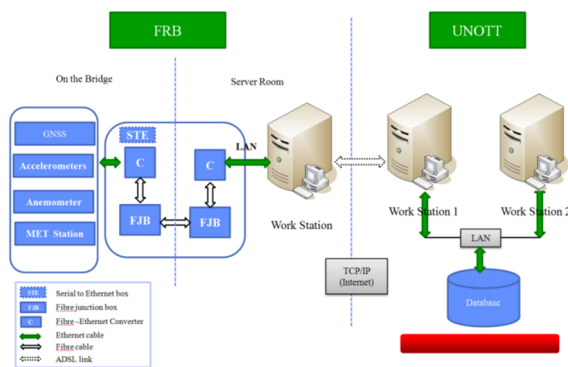 FRB
UNOTT
On the Bridge
Server Room
GNSS
Accelerometers
Anemometer
MET Station
STE
C
C
FJB
FJB
LAN
Work Station
Work Station 1
Work Station 2
LAN
TCP/IP
(Internet)
Database
STE Serial to Ethernet box
FJB Fibre junction box
C Fibre –Ethernet Converter
Ethernet cable
Fibre cable
ADSL link